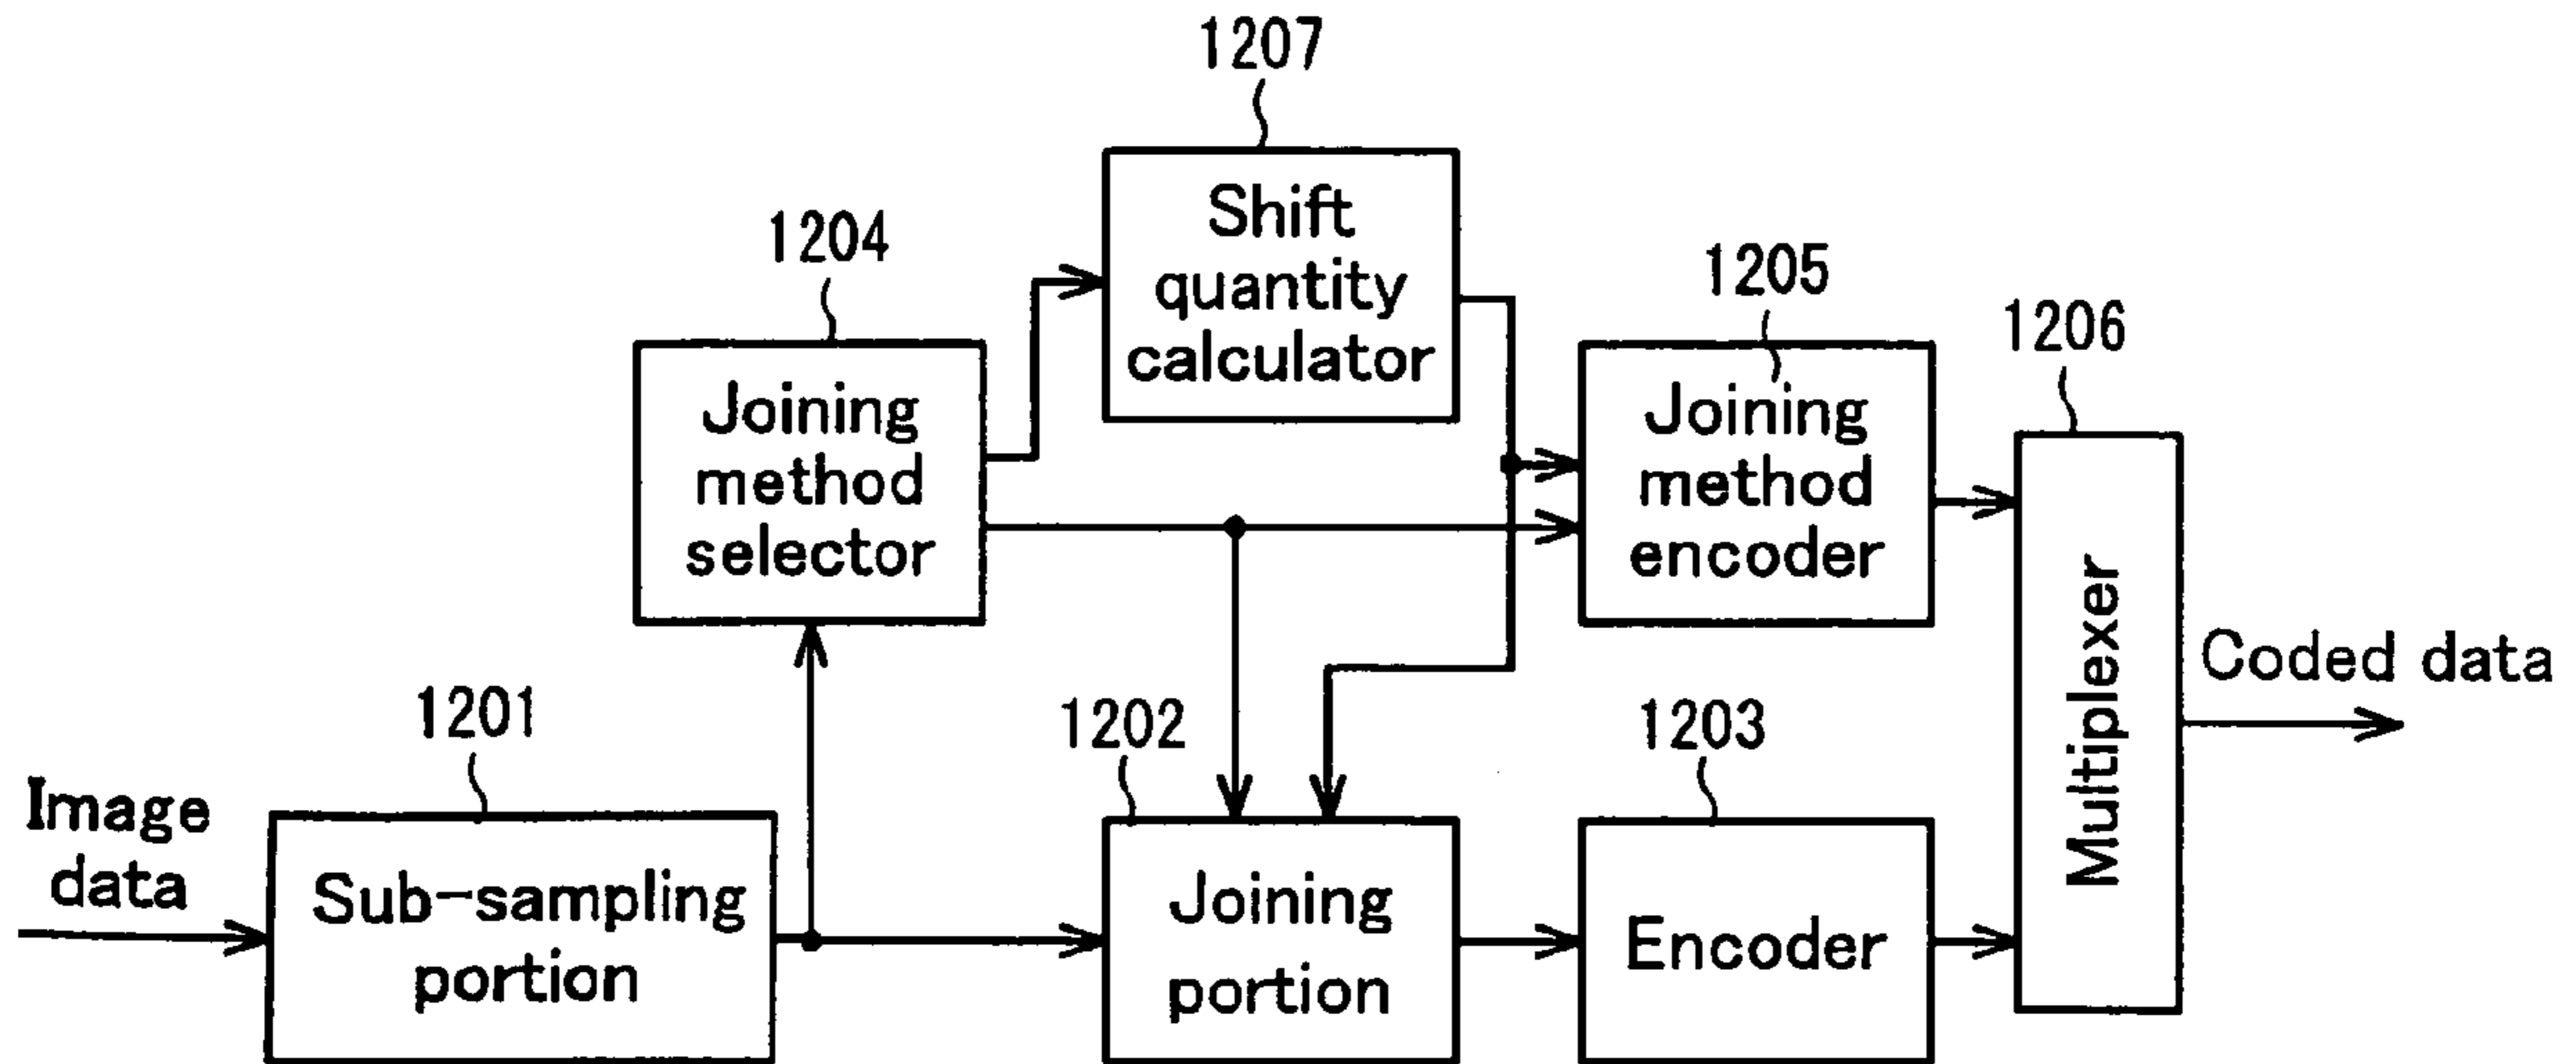 1207
Shift
quantity
calculator
1204
Joining
method
selector
1205
Joining
method
encoder
1206
Multiplexer
Coded data
1201
Image
data
Sub-sampling
portion
1202
Joining
portion
1203
Encoder